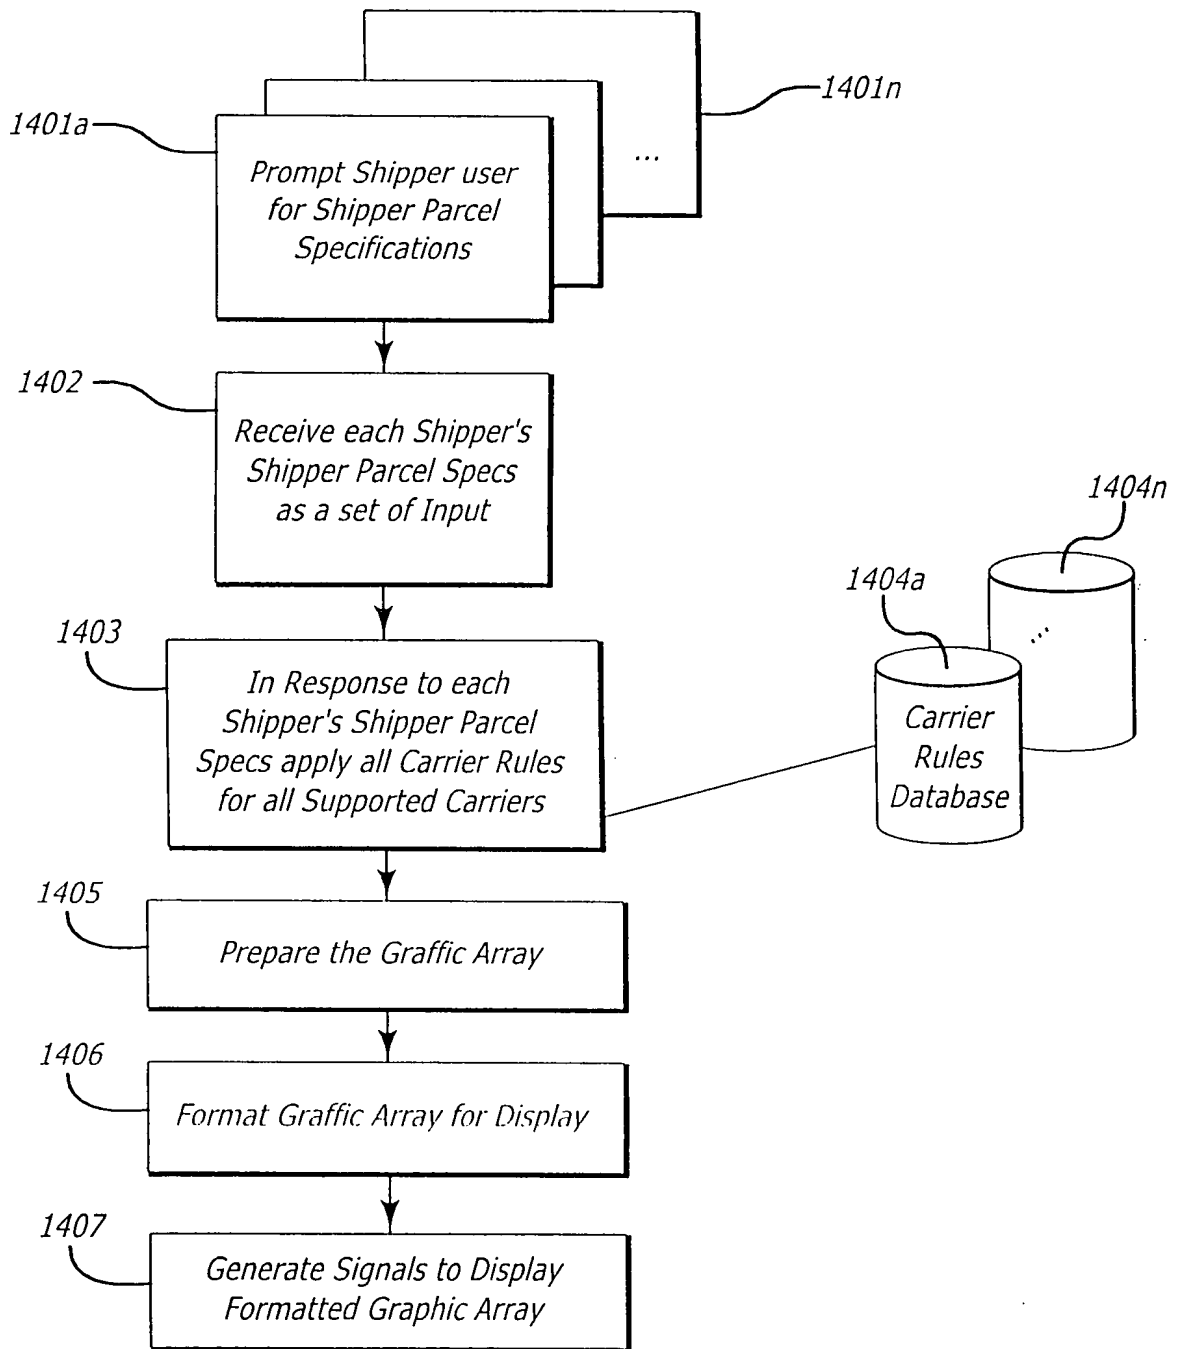 1401n
1401a
...
Prompt Shipper user
for Shipper Parcel
Specifications
1402
Receive each Shipper's
Shipper Parcel Specs
as a set of Input
1404n
1404a
...
Carrier
Rules
Database
1403
In Response to each
Shipper's Shipper Parcel
Specs apply all Carrier Rules
for all Supported Carriers
1405
Prepare the Graffic Array
1406
Format Graffic Array for Display
1407
Generate Signals to Display
Formatted Graphic Array